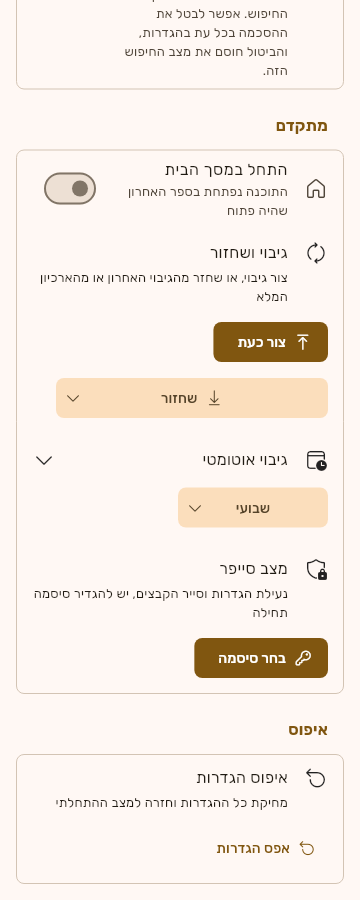 החיפוש. אפשר לבטל את
ההסכמה בכל עת בהגדרות,
והביטול חוסם את מצב החיפוש
הזה.
מתקדם
התחל במסך הבית
התוכנה נפתחת בספר האחרון
שהיה פתוח
גיבוי ושחזור
צור גיבוי, או שחזר מהגיבוי האחרון או מהארכיון
המלא
צור כעת
שחזור
גיבוי אוטומטי
שבועי
מצב סייפר
נעילת הגדרות וסייר הקבצים, יש להגדיר סיסמה
תחילה
בחר סיסמה
איפוס
איפוס הגדרות
מחיקת כל ההגדרות וחזרה למצב ההתחלתי
אפס הגדרות